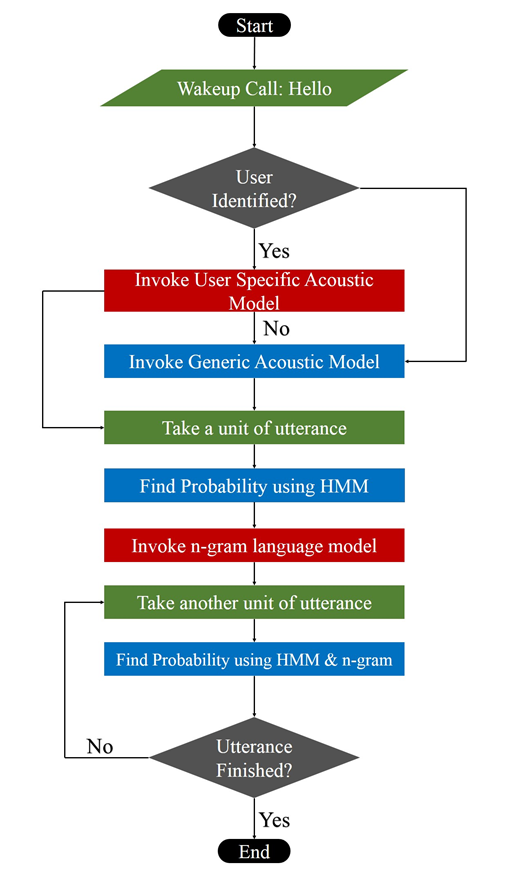 Start
Wakeup Call: Hello
User
Identified?
Yes
Invoke User Specific Acoustic
Model
No
Invoke Generic Acoustic Model
Take a unit of utterance
Find Probability using HMM
Invoke n-gram language model
Take another unit of utterance
Find Probability using HMM & n-gram
Utterance
Finished?
No
Yes
End